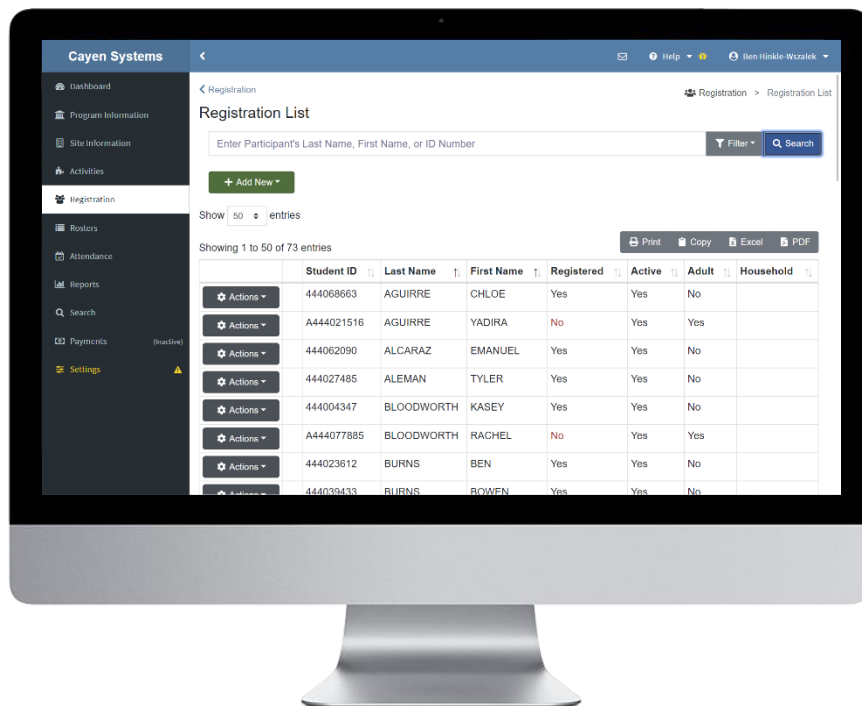 Cayen Systems
Help
Ben Hinkle-Wszalek
Dashboard
Program Information
Site Information
Activities
Registration
Rosters
Attendance
Reports
Search
Payments (Inactive)
Settings
Registration
Registration > Registration List
Registration List
Enter Participant's Last Name, First Name, or ID Number
Filter
Search
+ Add New
Show 50 entries
Showing 1 to 50 of 73 entries
Print Copy Excel PDF
Student ID Last Name First Name Registered Active Adult Household
Actions 444068663 AGUIRRE CHLOE Yes Yes No
Actions A444021516 AGUIRRE YADIRA No Yes Yes
Actions 444062090 ALCARAZ EMANUEL Yes Yes No
Actions 444027485 ALEMAN TYLER Yes Yes No
Actions 444004347 BLOODWORTH KASEY Yes Yes No
Actions A444077885 BLOODWORTH RACHEL No Yes Yes
Actions 444023612 BURNS BEN Yes Yes No
Actions 444039433 BURNS BOWEN Yes Yes No